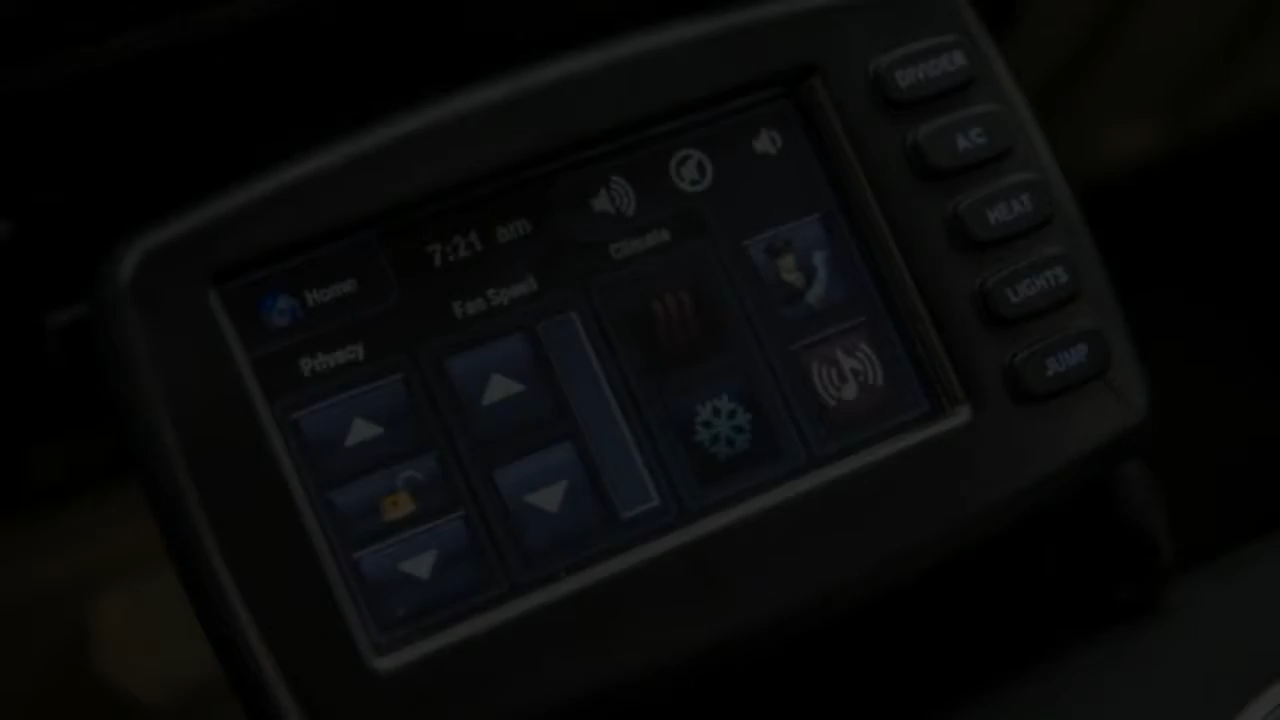 DIVIDER
AC
HEAT
LIGHTS
JUMP
7:21 am
Home
Climate
Fan Speed
Privacy